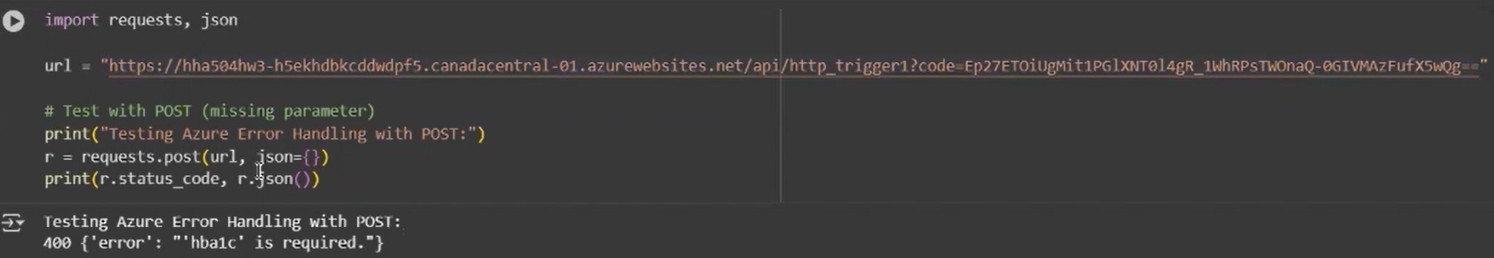 import requests, json
url = "https://hha504hw3-h5ekhdbkcddwdpf5.canadacentral-01.azurewebsites.net/api/http_trigger1?code=Ep27ETOiUgMit1PGlXNT0l4gR_1WhRPsTWOnaQ-0GIVMAzFufX5wQg=="
# Test with POST (missing parameter)
print("Testing Azure Error Handling with POST:")
r = requests.post(url, json={})
print(r.status_code, r.json())
Testing Azure Error Handling with POST:
400 {'error': "'hba1c' is required."}